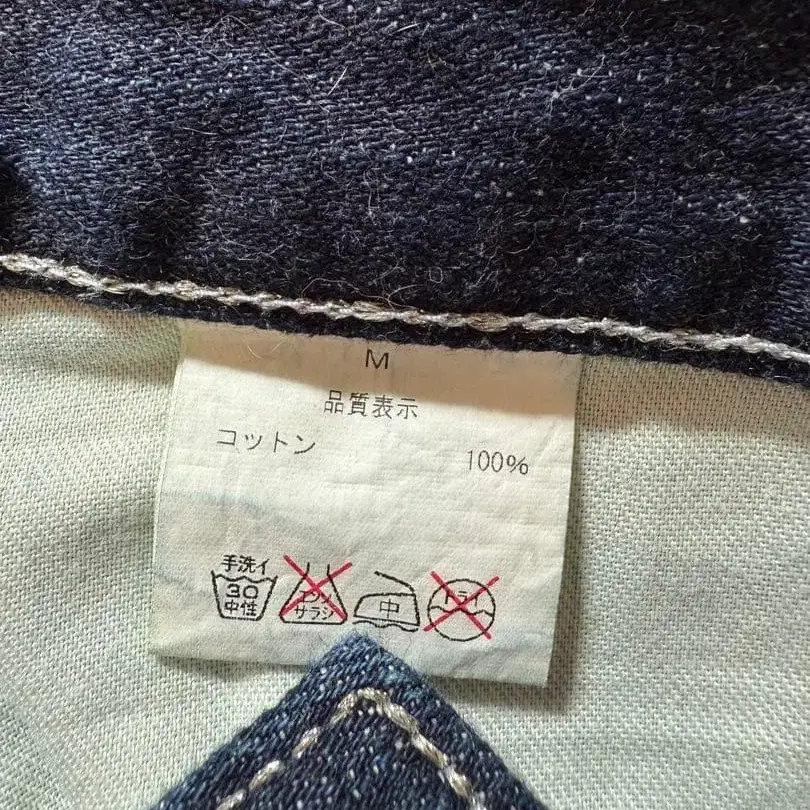 M
品質表示
コットン 100%
手洗イ 30 中性
エンソ サラシ
中
ドライ